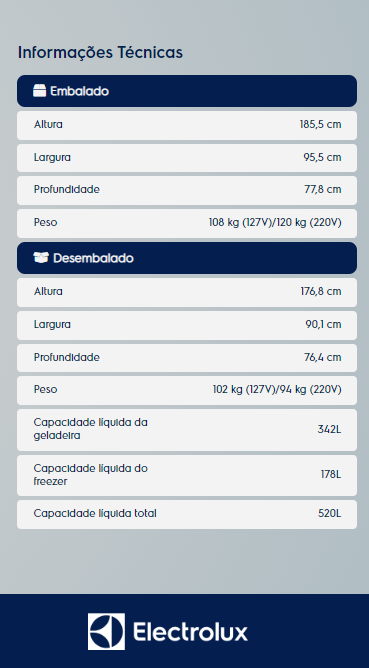 Informações Técnicas
Embalado
Altura 185,5 cm
Largura 95,5 cm
Profundidade 77,8 cm
Peso 108 kg (127V)/120 kg (220V)
Desembalado
Altura 176,8 cm
Largura 90,1 cm
Profundidade 76,4 cm
Peso 102 kg (127V)/94 kg (220V)
Capacidade líquida da
geladeira 342L
Capacidade líquida do
freezer 178L
Capacidade líquida total 520L
Electrolux